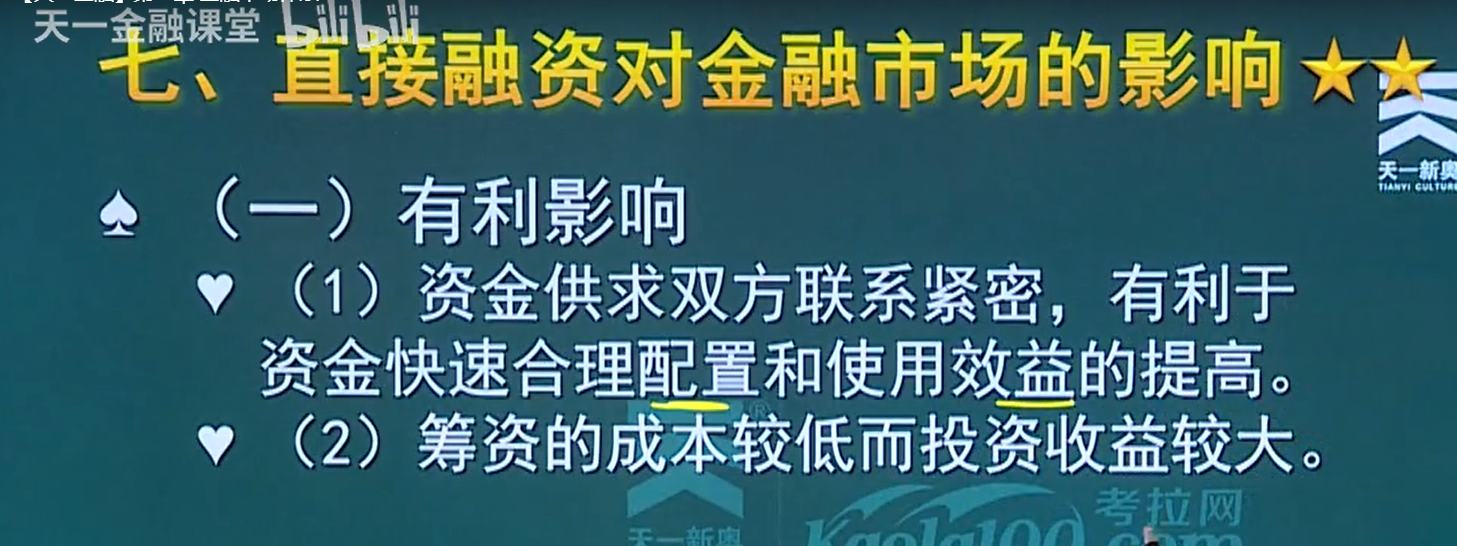 天一金融课堂 bilibili
七、直接融资对金融市场的影响
天一新奥
TIANYI CULTURE
(一)有利影响
(1)资金供求双方联系紧密,有利于
资金快速合理配置和使用效益的提高。
(2)筹资的成本较低而投资收益较大。
天一新奥
Kaola100.com 考拉网